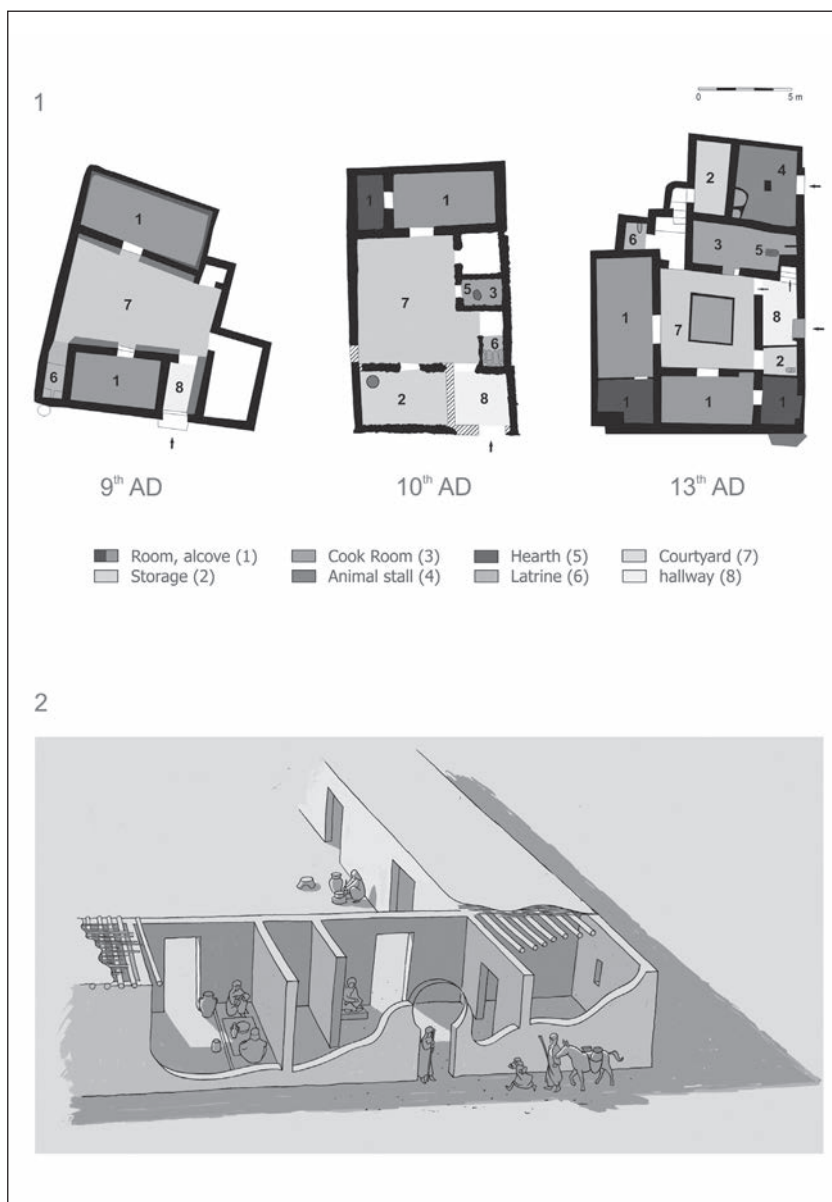 1
0 5 m
1
7
6
1
8
9th AD
1
1
7
5
3
6
2
8
10th AD
2
4
6
3
5
1
7
8
2
1
1
1
13th AD
Room, alcove (1)
Cook Room (3)
Hearth (5)
Courtyard (7)
Storage (2)
Animal stall (4)
Latrine (6)
hallway (8)
2